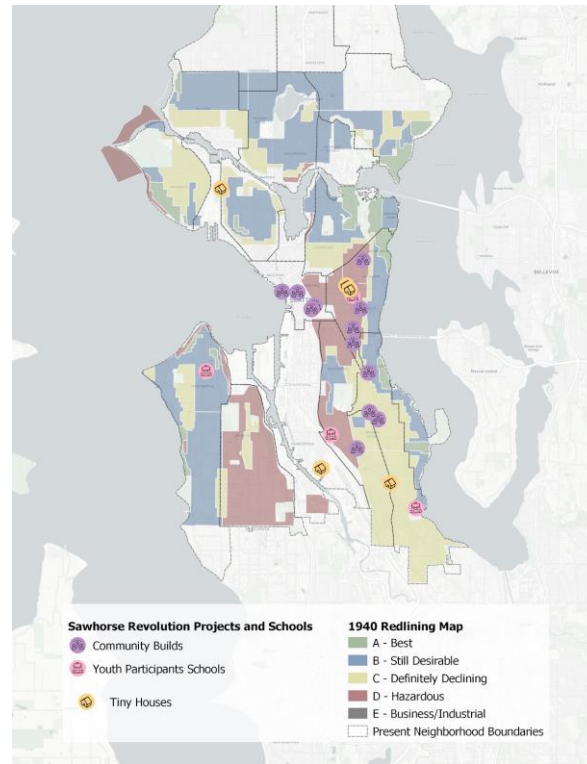 BELLEVUE
Sawhorse Revolution Projects and Schools
Community Builds
Youth Participants Schools
Tiny Houses
1940 Redlining Map
A - Best
B - Still Desirable
C - Definitely Declining
D - Hazardous
E - Business/Industrial
Present Neighborhood Boundaries